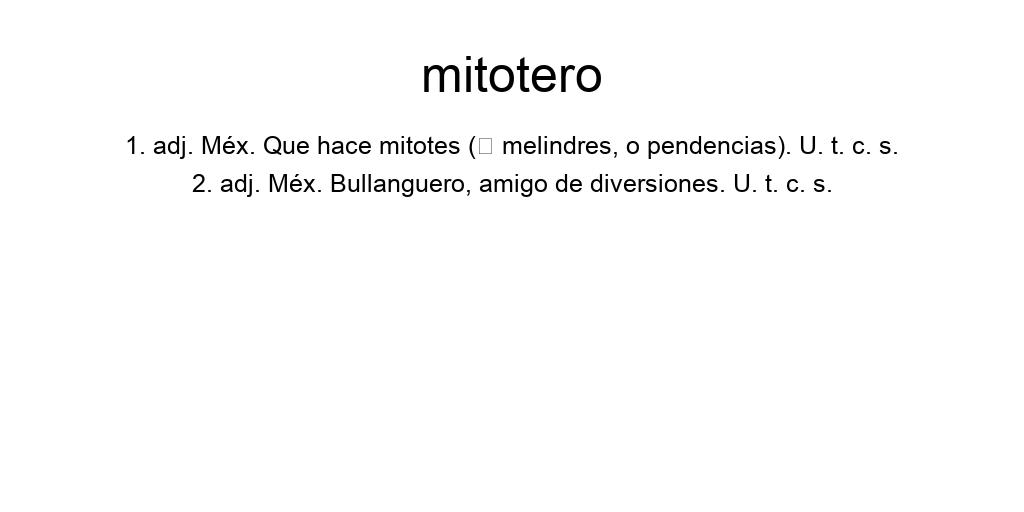 mitotero
1. adj. Méx. Que hace mitotes (□ melindres, o pendencias). U. t. c. s.
2. adj. Méx. Bullanguero, amigo de diversiones. U. t. c. s.